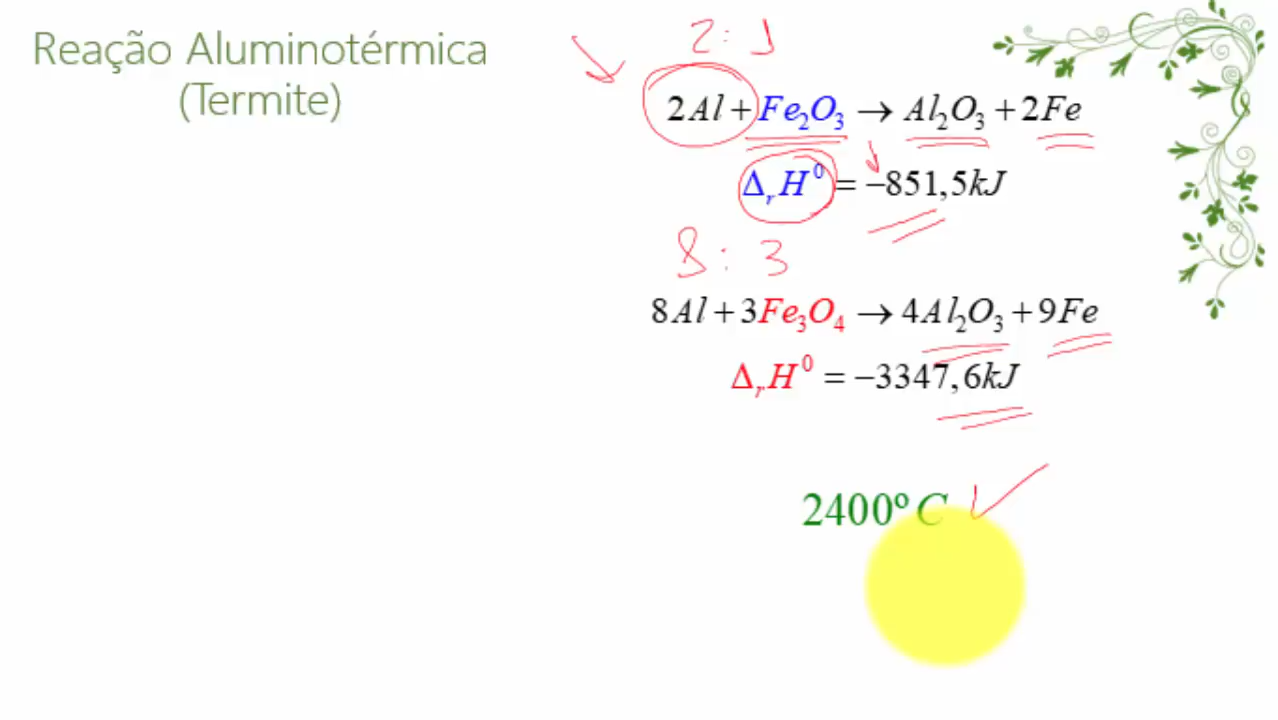 Reação Aluminotérmica
(Termite)
2 : 1
2Al + Fe₂O₃ → Al₂O₃ + 2Fe
ΔᵣH⁰ = −851,5kJ
8 : 3
8Al + 3Fe₃O₄ → 4Al₂O₃ + 9Fe
ΔᵣH⁰ = −3347,6kJ
2400º C